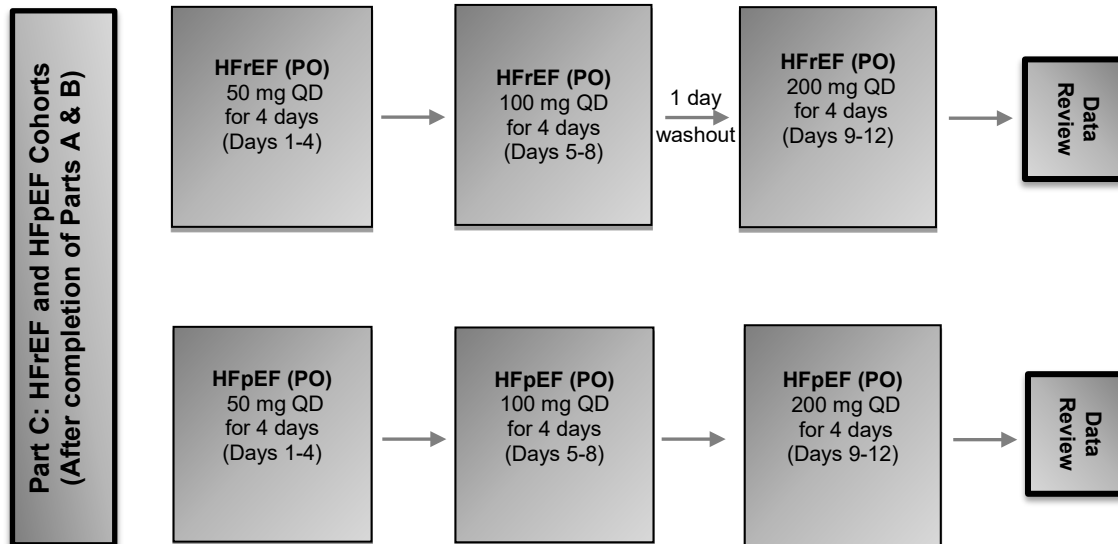 Part C: HFrEF and HFpEF Cohorts
(After completion of Parts A & B)
HFrEF (PO)
50 mg QD
for 4 days
(Days 1-4)
HFrEF (PO)
100 mg QD
for 4 days
(Days 5-8)
1 day
washout
HFrEF (PO)
200 mg QD
for 4 days
(Days 9-12)
Data
Review
HFpEF (PO)
50 mg QD
for 4 days
(Days 1-4)
HFpEF (PO)
100 mg QD
for 4 days
(Days 5-8)
HFpEF (PO)
200 mg QD
for 4 days
(Days 9-12)
Data
Review